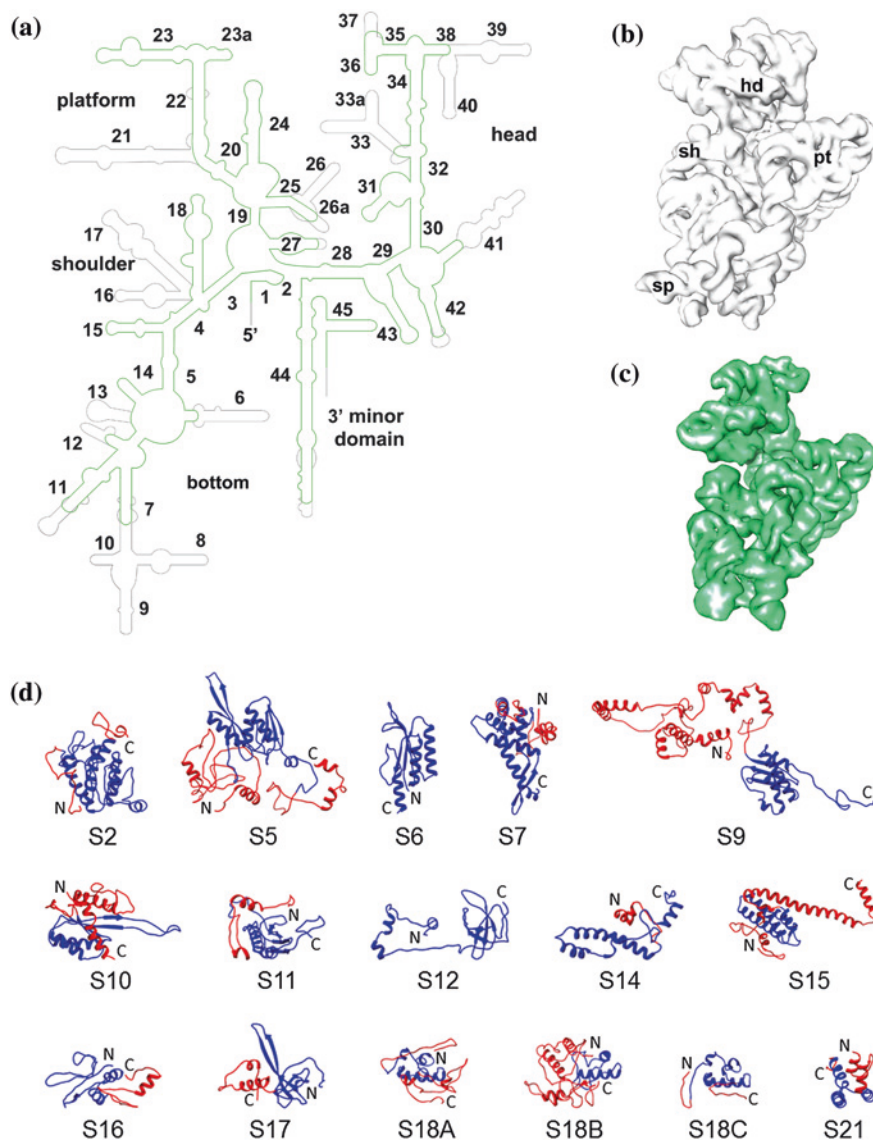 (a)
37
23 23a 35 38 39
36
34
platform
22 24 33a 40
21 head
20 26 33
32
25 31
18 26a
19 30
17 41
27 28 29
shoulder
16 2
3 1 45 42
15 4 5' 43
14 5 44
13 6
12 3' minor
domain
11 bottom
7
10 8
9
(b)
hd
sh pt
sp
(c)
(d)
N C
S2
N C
S5
C N
S6
N C
S7
N C
S9
N C
S10
N C
S11
N C
S12
N C
S14
C N
S15
N C
S16
C N
S17
N C
S18A
N C
S18B
N C
S18C
N C
S21